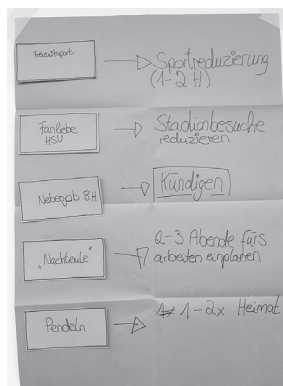 Freizeitsport
Sportreduzierung
(1-2 H)
Fanliebe
HSV
Stadionbesuche
reduzieren
Nebenjob 8H
Kündigen
„Nachteule“
2-3 Abende fürs
arbeiten einplanen
Pendeln
1-2x Heimat